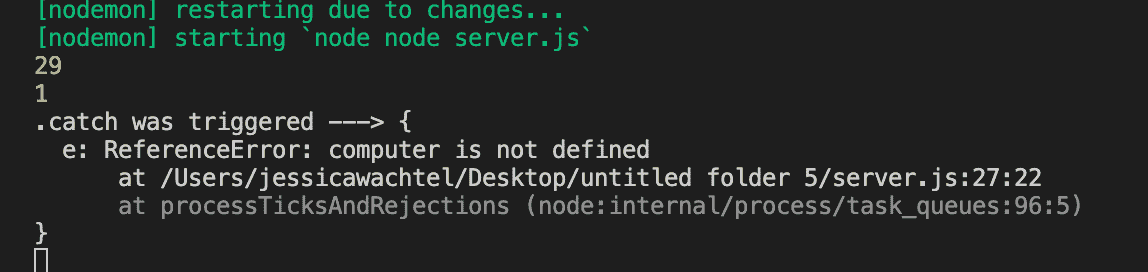 [nodemon] restarting due to changes...
[nodemon] starting `node node server.js`
29
1
.catch was triggered ---> {
e: ReferenceError: computer is not defined
at /Users/jessicawachtel/Desktop/untitled folder 5/server.js:27:22
at processTicksAndRejections (node:internal/process/task_queues:96:5)
}